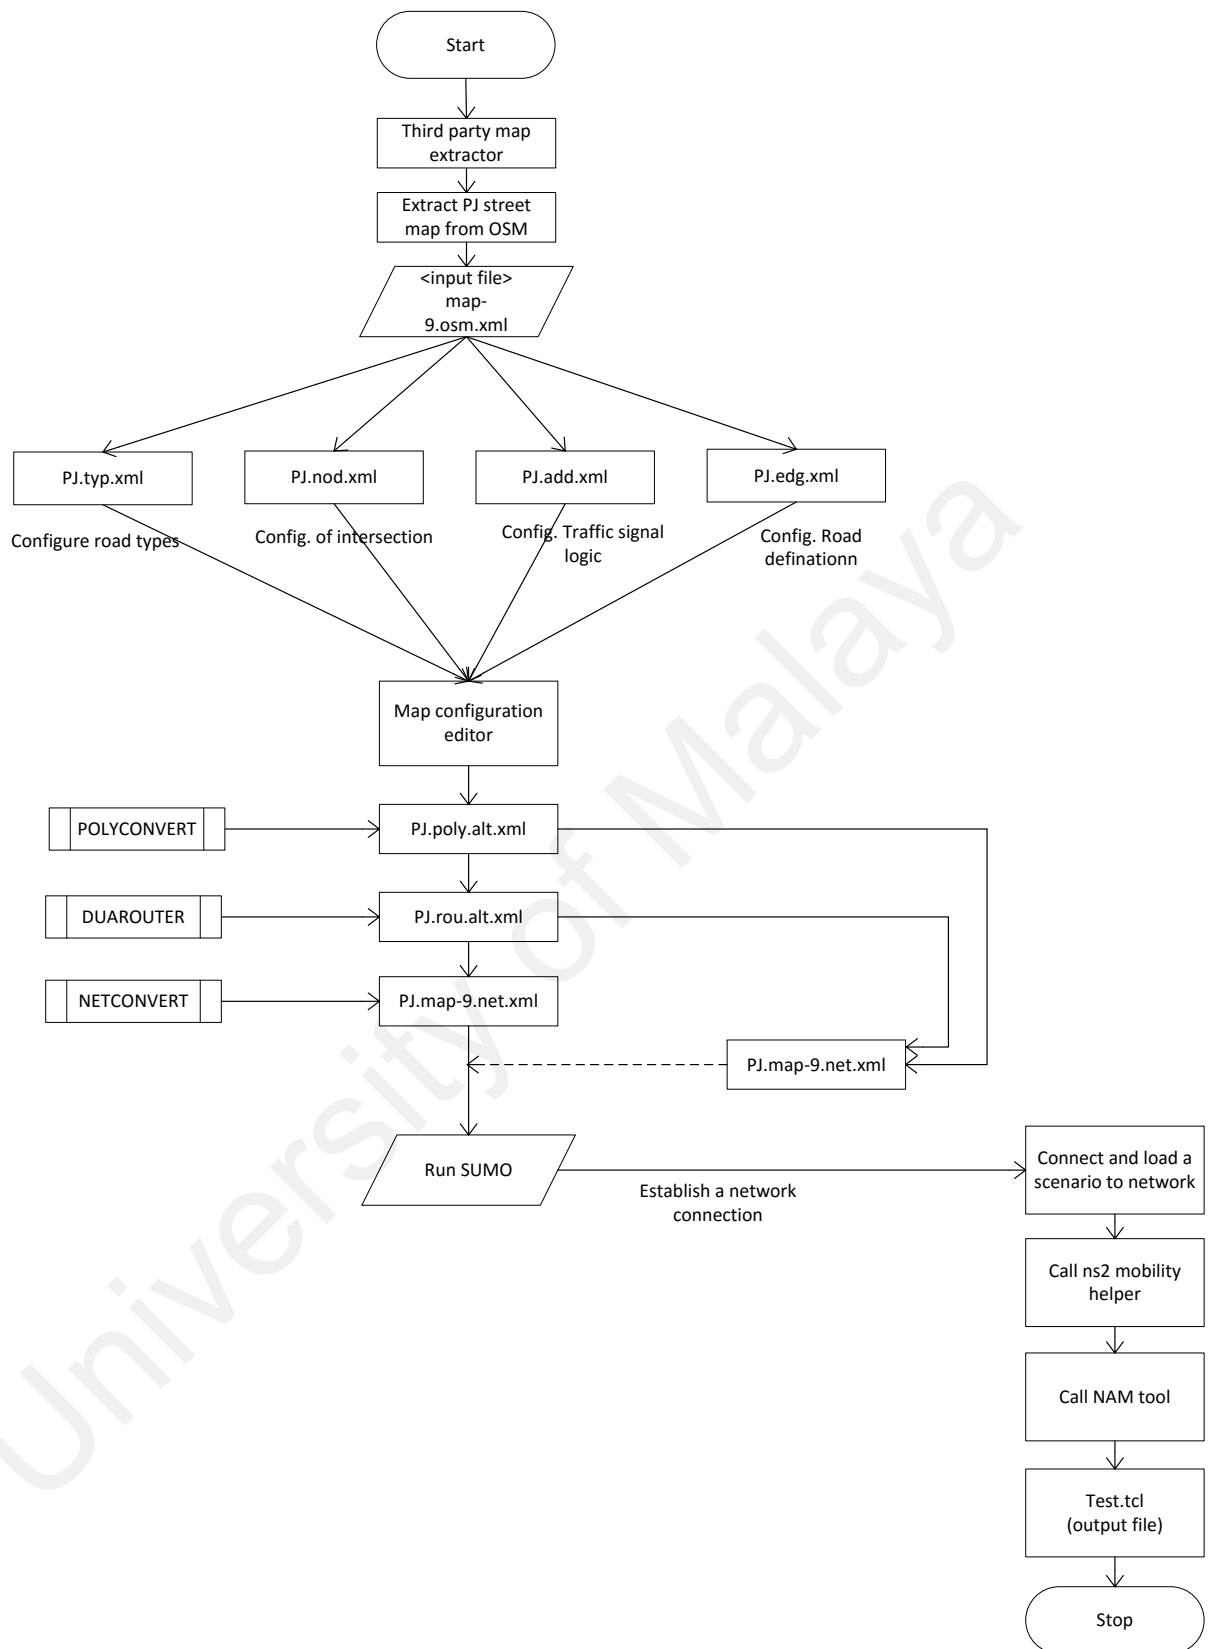 Start
Third party map
extractor
Extract PJ street
map from OSM
<input file>
map-
9.osm.xml
PJ.typ.xml
PJ.nod.xml
PJ.add.xml
PJ.edg.xml
Configure road types
Config. of intersection
Config. Traffic signal
logic
Config. Road
definationn
Map configuration
editor
POLYCONVERT
PJ.poly.alt.xml
DUAROUTER
PJ.rou.alt.xml
NETCONVERT
PJ.map-9.net.xml
PJ.map-9.net.xml
Run SUMO
Establish a network
connection
Connect and load a
scenario to network
Call ns2 mobility
helper
Call NAM tool
Test.tcl
(output file)
Stop
University of Malaya